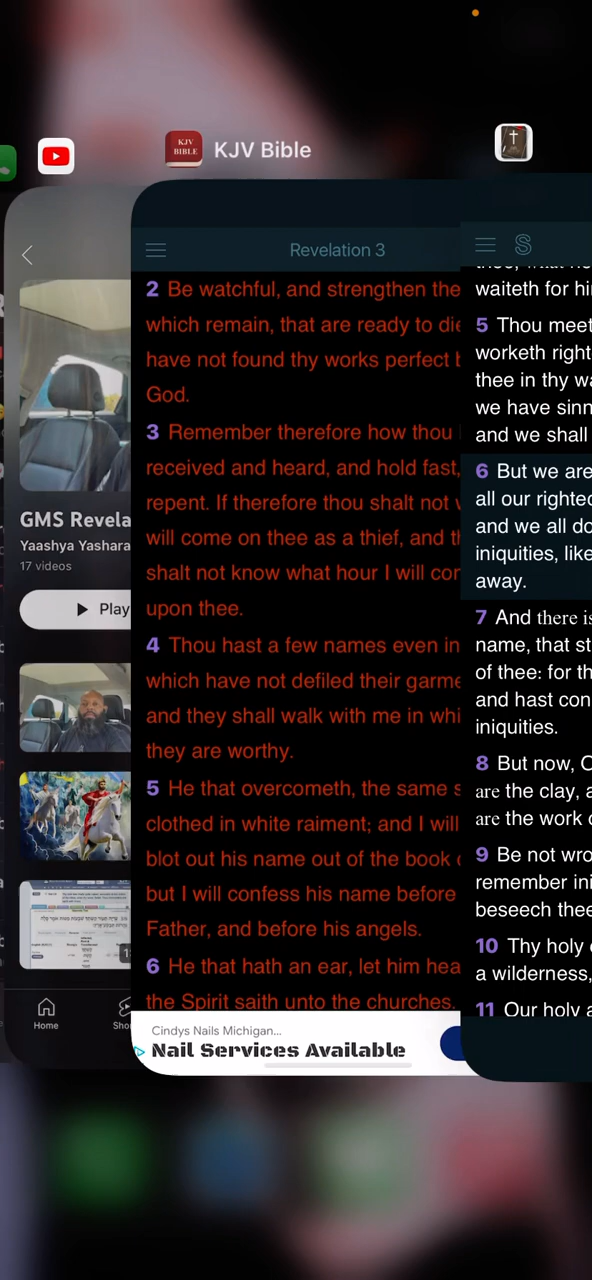 KJV BIBLE
KJV Bible
GMS Revela
Yaashya Yashara
17 videos
Play
Home
Sho
Revelation 3
2 Be watchful, and strengthen the
which remain, that are ready to die
have not found thy works perfect b
God.
3 Remember therefore how thou
received and heard, and hold fast,
repent. If therefore thou shalt not w
will come on thee as a thief, and th
shalt not know what hour I will com
upon thee.
4 Thou hast a few names even in
which have not defiled their garme
and they shall walk with me in whi
they are worthy.
5 He that overcometh, the same s
clothed in white raiment; and I will
blot out his name out of the book o
but I will confess his name before
Father, and before his angels.
6 He that hath an ear, let him hea
the Spirit saith unto the churches.
Cindys Nails Michigan...
Nail Services Available
S
waiteth for hi
5 Thou meet
worketh right
thee in thy wa
we have sinn
and we shall
6 But we are
all our righted
and we all do
iniquities, like
away.
7 And there is
name, that st
of thee: for th
and hast con
iniquities.
8 But now, O
are the clay, a
are the work o
9 Be not wro
remember ini
beseech thee
10 Thy holy c
a wilderness,
11 Our holy a